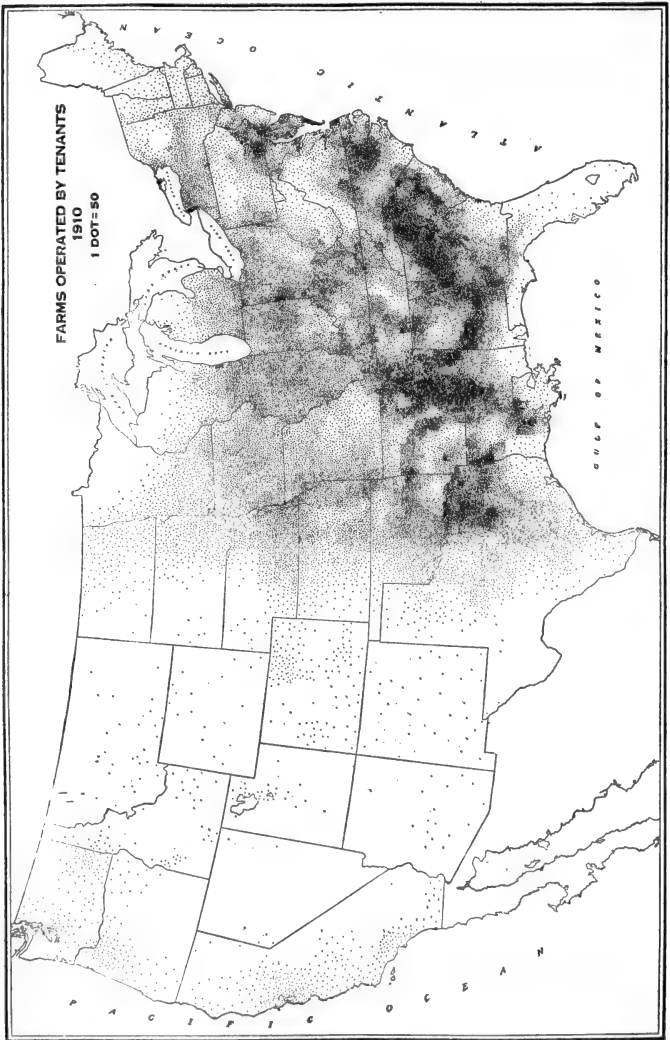 FARMS OPERATED BY TENANTS
1910
1 DOT = 50
PACIFIC OCEAN
ATLANTIC OCEAN
GULF OF MEXICO